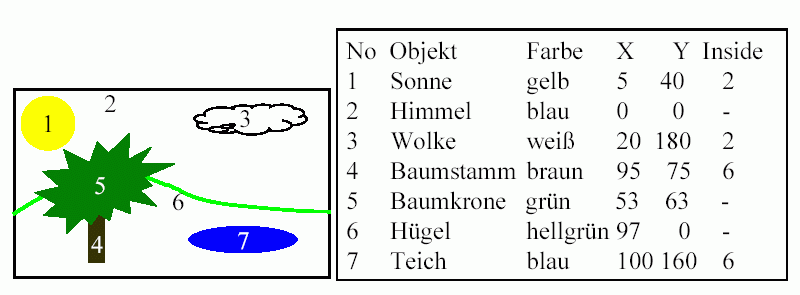 1
2
3
5
6
4
7
No Objekt Farbe X Y Inside
1 Sonne gelb 5 40 2
2 Himmel blau 0 0 -
3 Wolke weiß 20 180 2
4 Baumstamm braun 95 75 6
5 Baumkrone grün 53 63 -
6 Hügel hellgrün 97 0 -
7 Teich blau 100 160 6